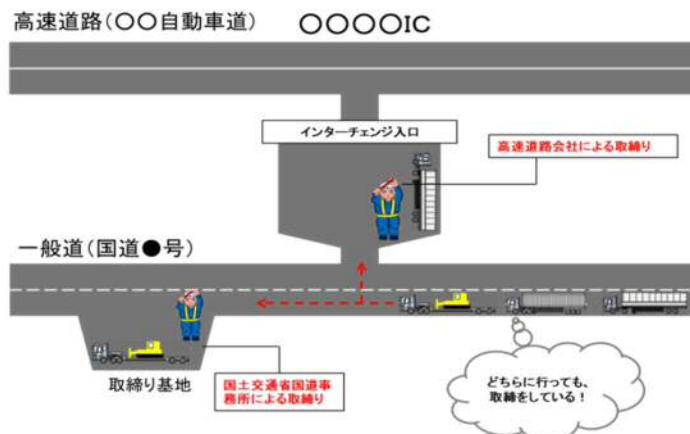 高速道路(〇〇自動車道) 〇〇〇〇IC
インターチェンジ入口
高速道路会社による取締り
一般道(国道●号)
取締り基地
国土交通省国道事
務所による取締り
どちらに行っても、
取締をしている！